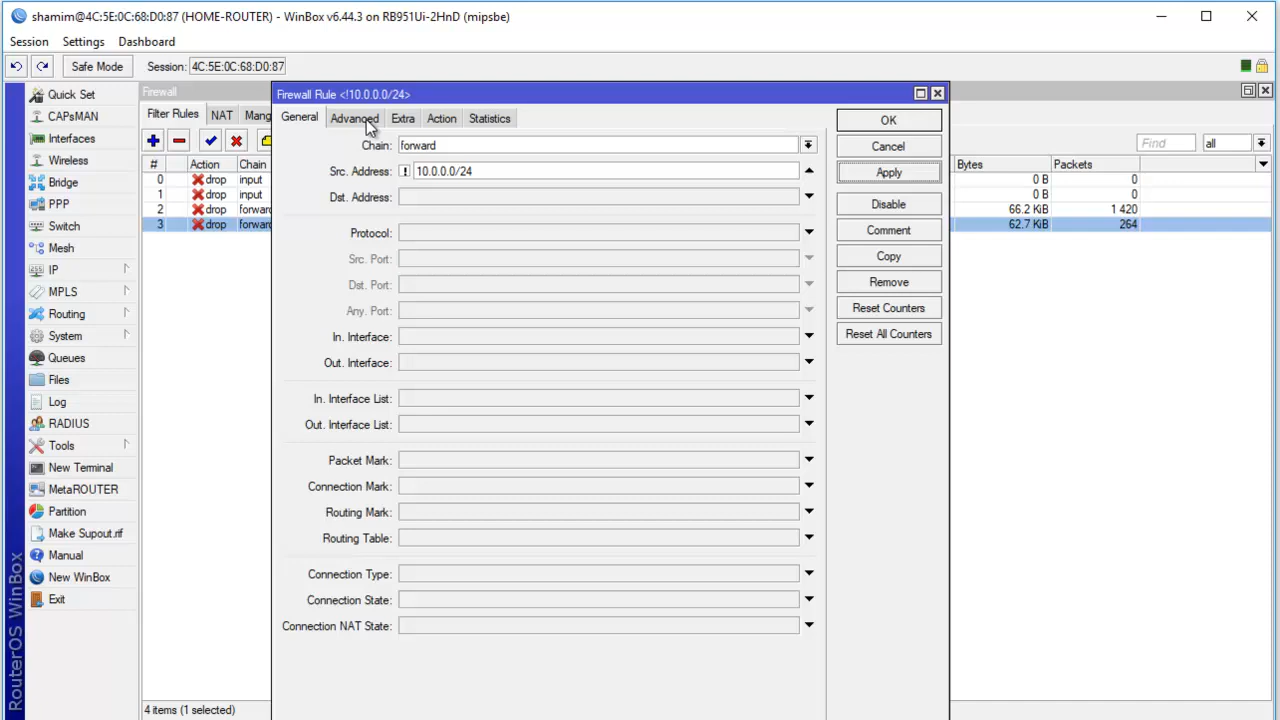 shamim@4C:5E:0C:68:D0:87 (HOME-ROUTER) - WinBox v6.44.3 on RB951Ui-2HnD (mipsbe)
Session Settings Dashboard
Safe Mode Session: 4C:5E:0C:68:D0:87
Quick Set
CAPsMAN
Interfaces
Wireless
Bridge
PPP
Switch
Mesh
IP
MPLS
Routing
System
Queues
Files
Log
RADIUS
Tools
New Terminal
MetaROUTER
Partition
Make Supout.rif
Manual
New WinBox
Exit
RouterOS WinBox
Firewall
Filter Rules NAT Mang
Find all
# Action Chain Bytes Packets
0 drop input 0 B 0
1 drop input 0 B 0
2 drop forward 66.2 KiB 1 420
3 drop forward 62.7 KiB 264
4 items (1 selected)
Firewall Rule <!10.0.0.0/24>
General Advanced Extra Action Statistics
Chain: forward
Src. Address: ! 10.0.0.0/24
Dst. Address:
Protocol:
Src. Port:
Dst. Port:
Any. Port:
In. Interface:
Out. Interface:
In. Interface List:
Out. Interface List:
Packet Mark:
Connection Mark:
Routing Mark:
Routing Table:
Connection Type:
Connection State:
Connection NAT State:
OK
Cancel
Apply
Disable
Comment
Copy
Remove
Reset Counters
Reset All Counters